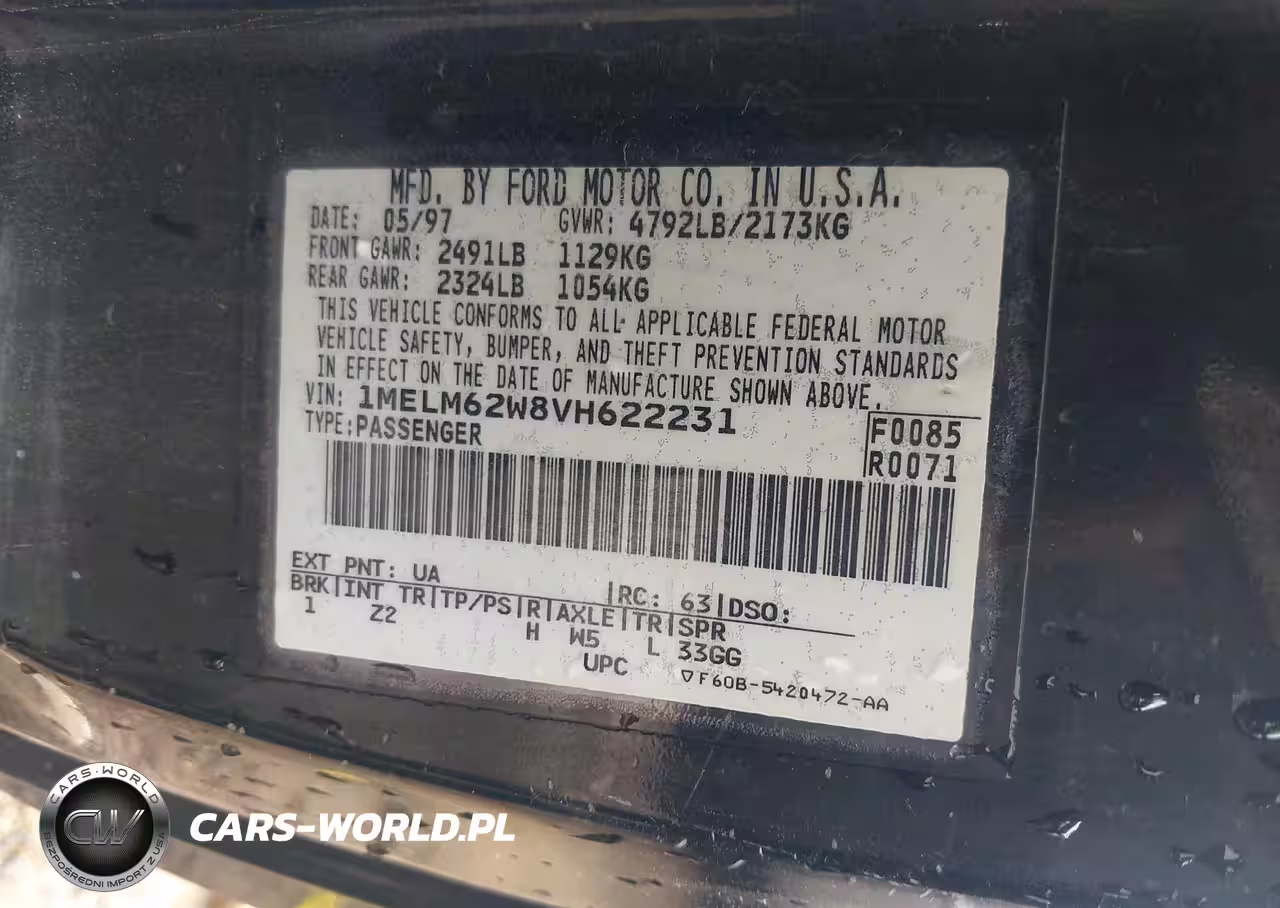 MFD. BY FORD MOTOR CO. IN U.S.A.
DATE: 05/97 GVWR: 4792LB/2173KG
FRONT GAWR: 2491LB 1129KG
REAR GAWR: 2324LB 1054KG
THIS VEHICLE CONFORMS TO ALL APPLICABLE FEDERAL MOTOR
VEHICLE SAFETY, BUMPER, AND THEFT PREVENTION STANDARDS
IN EFFECT ON THE DATE OF MANUFACTURE SHOWN ABOVE.
VIN: 1MELM62W8VH622231
TYPE: PASSENGER
F0085
R0071
EXT PNT: UA RC: 63 DSO:
BRK INT TR TP/PS R AXLE TR SPR
1 Z2 H W5 L 33GG
UPC ▽F60B-5420472-AA
CARS-WORLD
CW
BEZPOŚREDNI IMPORT Z USA
CARS-WORLD.PL